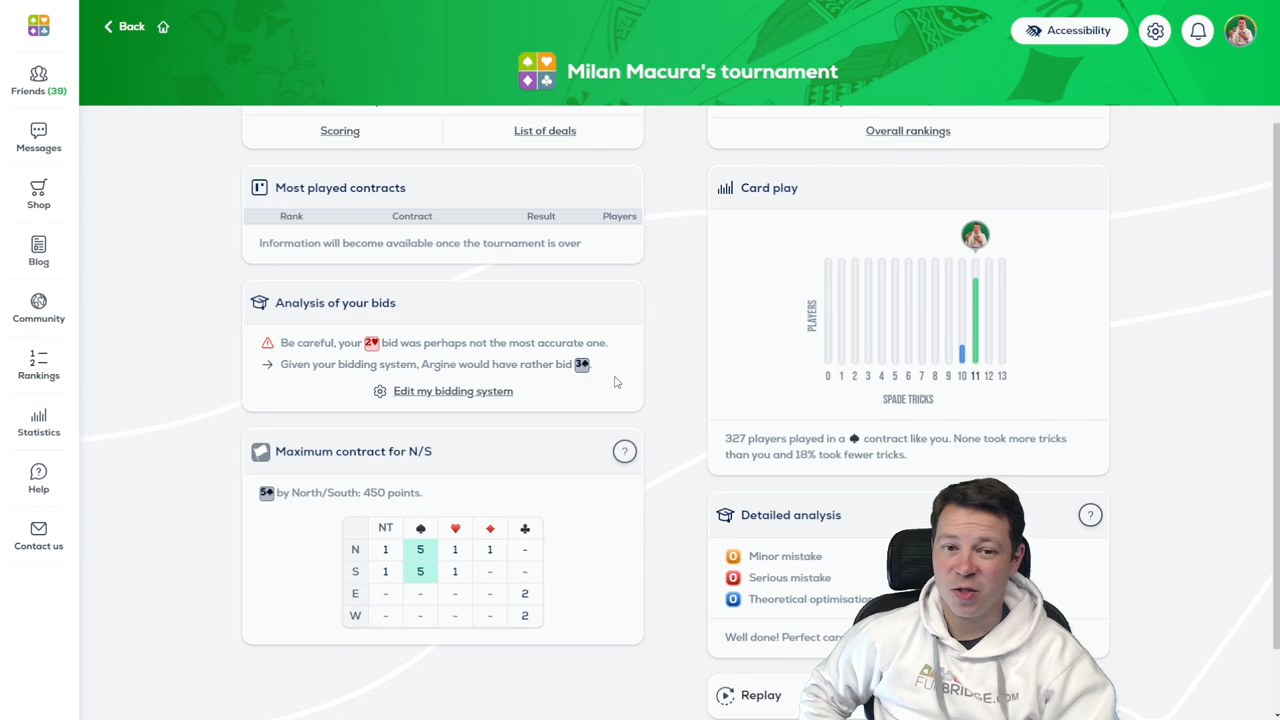 Back
Accessibility
Milan Macura's tournament
Friends (39)
Messages
Shop
Blog
Community
Rankings
Statistics
Help
Contact us
Scoring
List of deals
Most played contracts
Rank Contract Result Players
Information will become available once the tournament is over
Analysis of your bids
Be careful, your 2♥ bid was perhaps not the most accurate one.
Given your bidding system, Argine would have rather bid 3♠.
Edit my bidding system
Maximum contract for N/S
?
5♠ by North/South: 450 points.
NT ♠ ♥ ♦ ♣
N 1 5 1 1 -
S 1 5 1 - -
E - - - - 2
W - - - - 2
Overall rankings
Card play
PLAYERS
0 1 2 3 4 5 6 7 8 9 10 11 12 13
SPADE TRICKS
327 players played in a ♠ contract like you. None took more tricks
than you and 18% took fewer tricks.
Detailed analysis
?
0 Minor mistake
0 Serious mistake
0 Theoretical optimisation
Well done! Perfect
Replay
FUNBRIDGE.COM